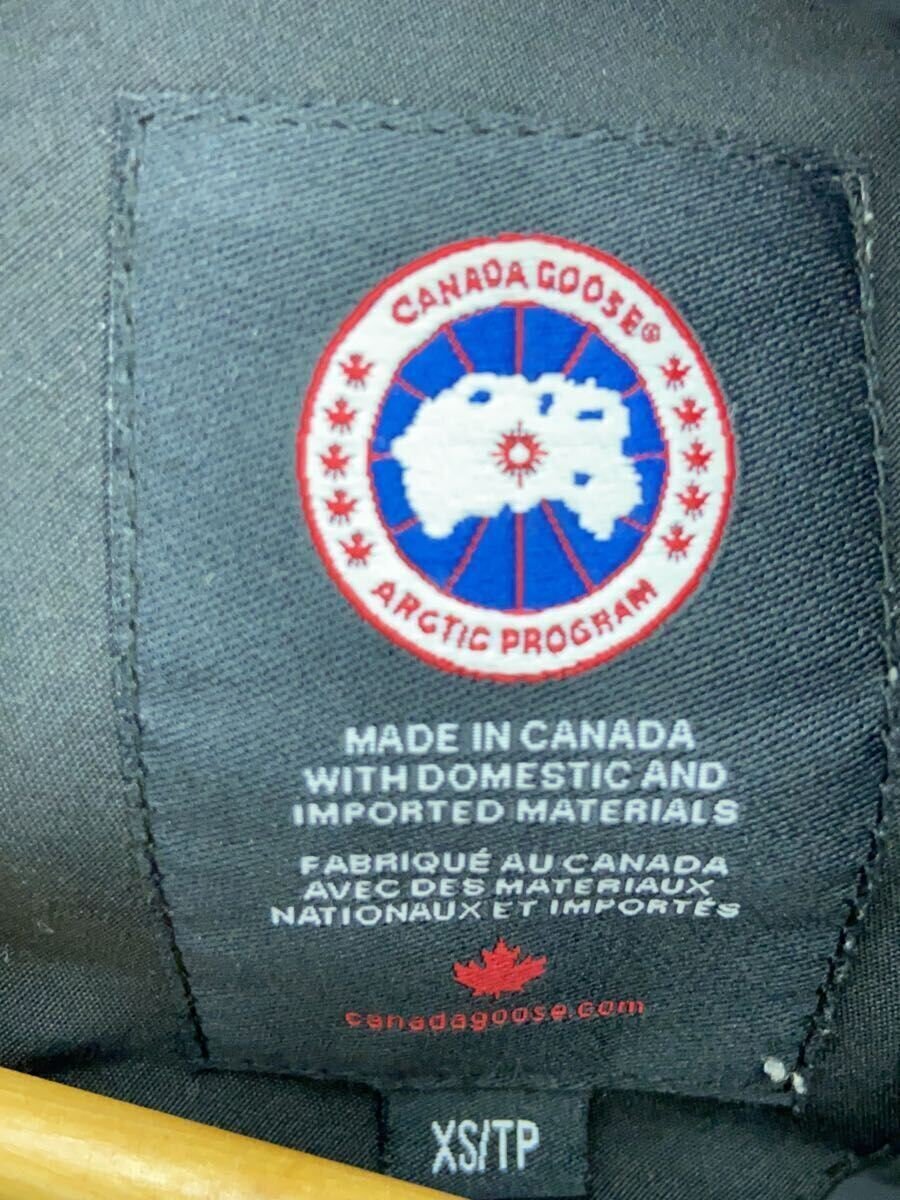 CANADA GOOSE®
ARCTIC PROGRAM
MADE IN CANADA
WITH DOMESTIC AND
IMPORTED MATERIALS
FABRIQUÉ AU CANADA
AVEC DES MATERIAUX
NATIONAUX ET IMPORTÉS
canadagoose.com
XS/TP